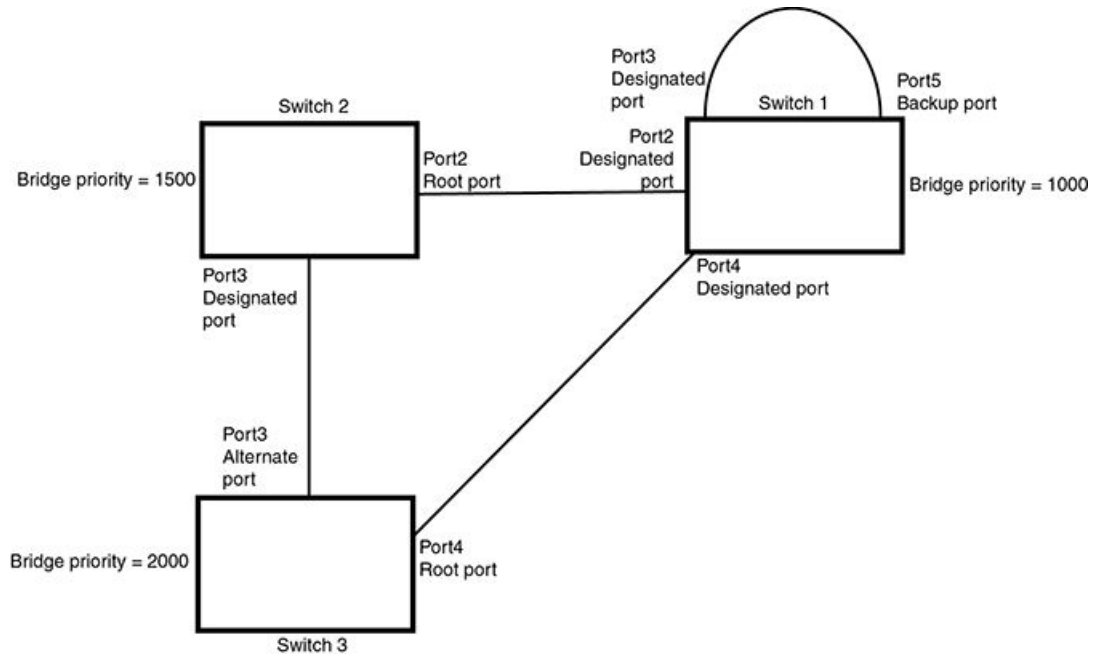 Port3
Designated
port
Switch 1
Port5
Backup port
Switch 2
Port2
Designated
port
Port2
Root port
Bridge priority = 1500
Bridge priority = 1000
Port3
Designated
port
Port4
Designated port
Port3
Alternate
port
Port4
Root port
Bridge priority = 2000
Switch 3